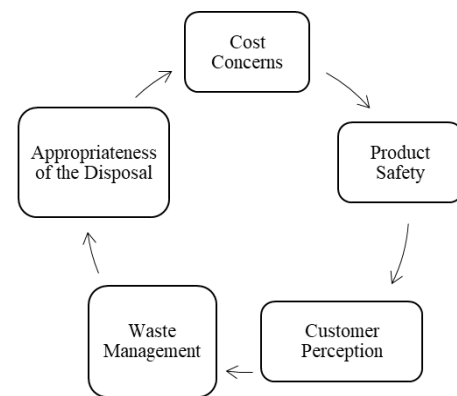 Cost
Concerns
Product
Safety
Customer
Perception
Waste
Management
Appropriateness
of the Disposal